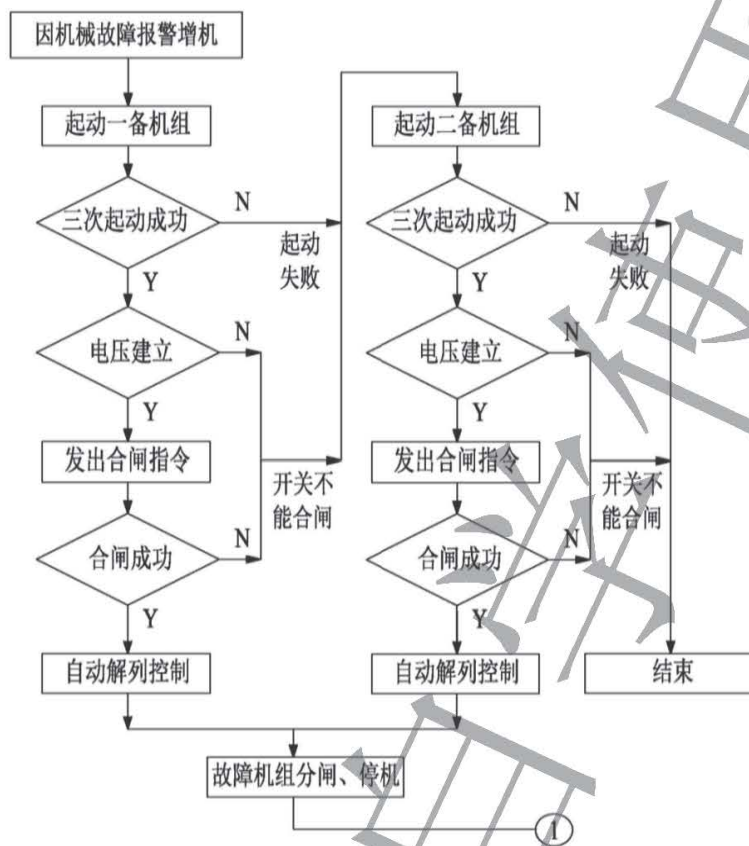 因机械故障报警增机
起动一备机组
三次起动成功
N
起动
失败
Y
电压建立
N
Y
发出合闸指令
开关不
能合闸
合闸成功
N
Y
自动解列控制
起动二备机组
三次起动成功
N
起动
失败
Y
电压建立
N
Y
发出合闸指令
开关不
能合闸
合闸成功
N
Y
自动解列控制
结束
故障机组分闸、停机
1